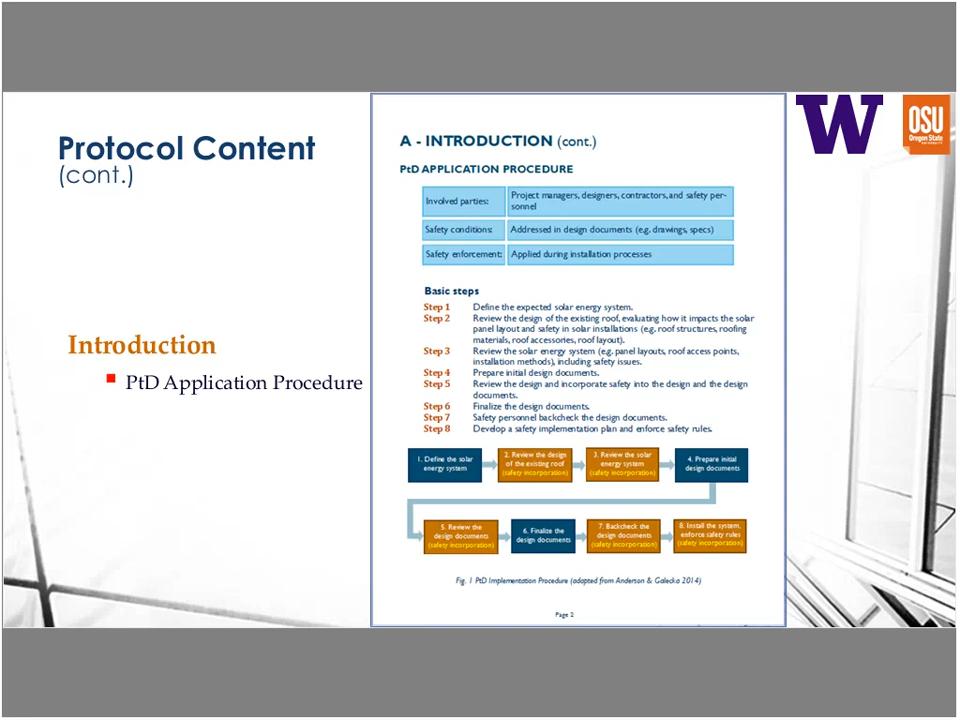 Protocol Content
(cont.)
Introduction
PtD Application Procedure
A - INTRODUCTION (cont.)
PtD APPLICATION PROCEDURE
Involved parties:
Project managers, designers, contractors, and safety per-
sonnel
Safety conditions:
Addressed in design documents (e.g. drawings, specs)
Safety enforcement:
Applied during installation processes
Basic steps
Step 1 Define the expected solar energy system.
Step 2 Review the design of the existing roof, evaluating how it impacts the solar
panel layout and safety in solar installations (e.g. roof structures, roofing
materials, roof accessories, roof layout).
Step 3 Review the solar energy system (e.g. panel layouts, roof access points,
installation methods), including safety issues.
Step 4 Prepare initial design documents.
Step 5 Review the design and incorporate safety into the design and the design
documents.
Step 6 Finalize the design documents.
Step 7 Safety personnel backcheck the design documents.
Step 8 Develop a safety implementation plan and enforce safety rules.
1. Define the solar
energy system
2. Review the design
of the existing roof
(safety incorporation)
3. Review the solar
energy system
(safety incorporation)
4. Prepare initial
design documents
5. Review the
design documents
(safety incorporation)
6. Finalize the
design documents
7. Backcheck the
design documents
(safety incorporation)
8. Install the system,
enforce safety rules
(safety incorporation)
Fig. 1 PtD Implementation Procedure (adapted from Anderson & Galecka 2014)
Page 2
W
OSU
Oregon State
UNIVERSITY